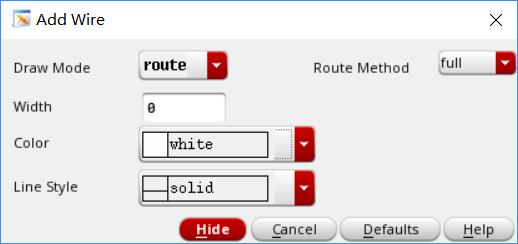 Add Wire
Draw Mode route Route Method full
Width 0
Color white
Line Style solid
Hide Cancel Defaults Help